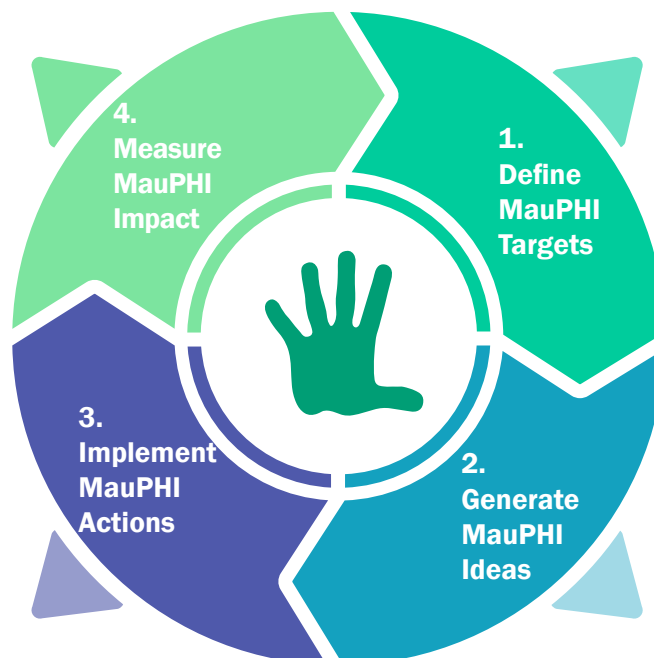 1.
Define
MauPHI
Targets
2.
Generate
MauPHI
Ideas
3.
Implement
MauPHI
Actions
4.
Measure
MauPHI
Impact